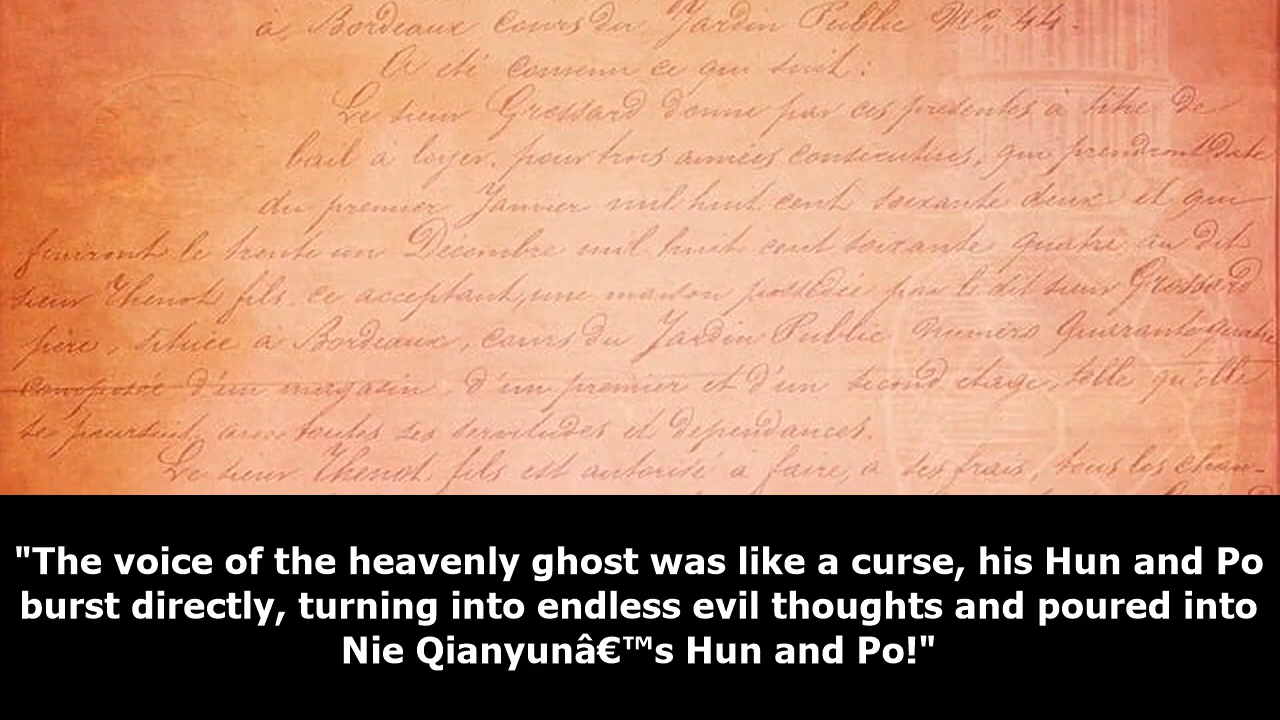 à Bordeaux cours du Jardin Public Nº 44.
A été convenu ce qui suit :
Le sieur Gressard donne par ces présentes à titre de
bail à loyer, pour trois années consécutives, qui prendront date
du premier Janvier mil huit cent soixante deux et qui
finiront le trente un Décembre mil huit cent soixante quatre au dit
sieur Thenot fils, ce acceptant, une maison possédée par le dit sieur Gressard
père, située à Bordeaux, cours du Jardin Public numéro quarante quatre
composée d'un magasin, d'un premier et d'un second étage, telle qu'elle
se poursuit avec toutes ses servitudes et dépendances.
Le sieur Thenot fils est autorisé à faire, à ses frais, tous les chan-
"The voice of the heavenly ghost was like a curse, his Hun and Po
burst directly, turning into endless evil thoughts and poured into
Nie Qianyunâ€™s Hun and Po!"